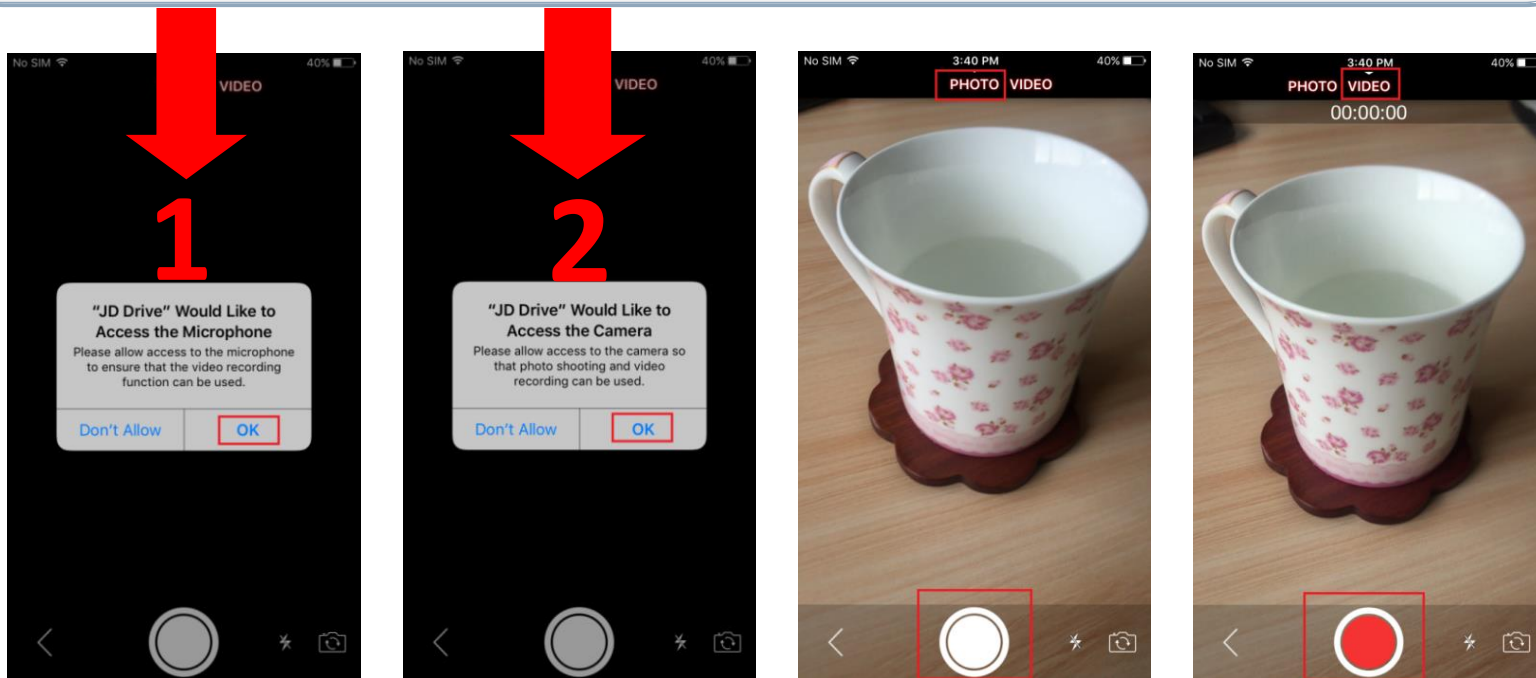 No SIM 40%
VIDEO
1
"JD Drive" Would Like to
Access the Microphone
Please allow access to the microphone
to ensure that the video recording
function can be used.
Don't Allow OK
No SIM 40%
VIDEO
2
"JD Drive" Would Like to
Access the Camera
Please allow access to the camera so
that photo shooting and video
recording can be used.
Don't Allow OK
No SIM 3:40 PM 40%
PHOTO VIDEO
No SIM 3:40 PM 40%
PHOTO VIDEO
00:00:00